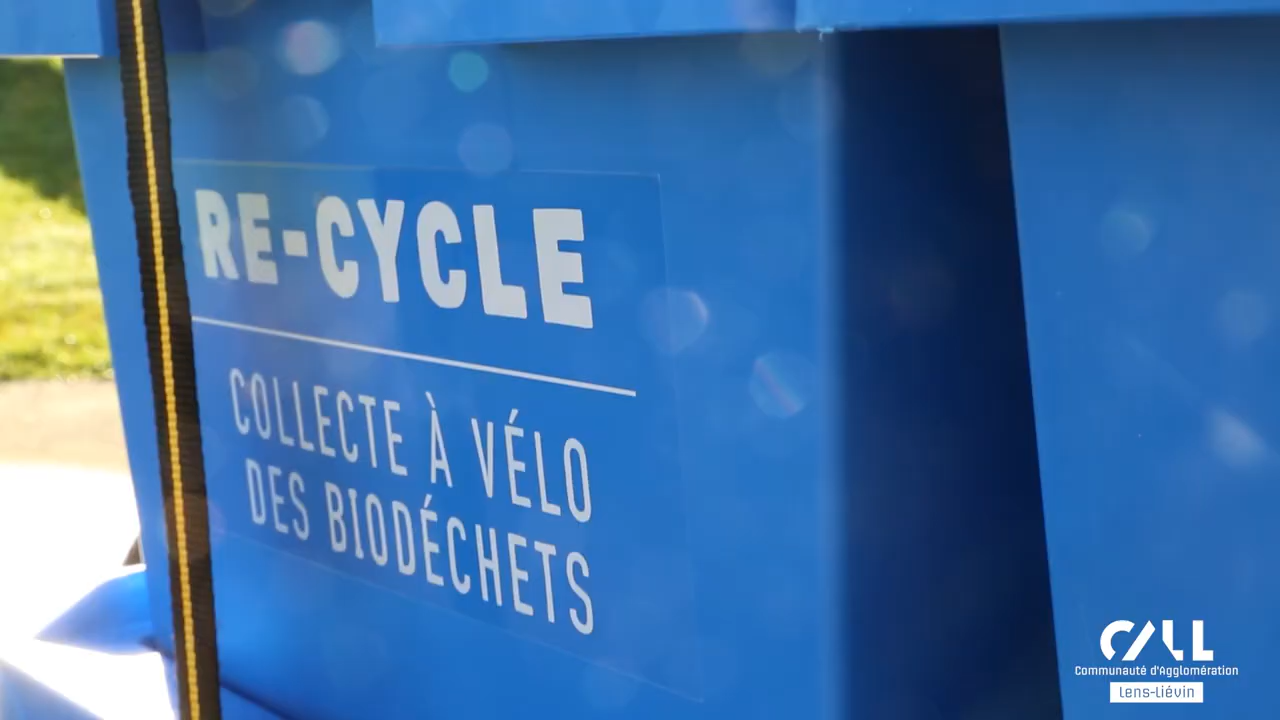 RE-CYCLE
COLLECTE À VÉLO
DES BIODÉCHETS
CALL
Communauté d'Agglomération
Lens-Liévin